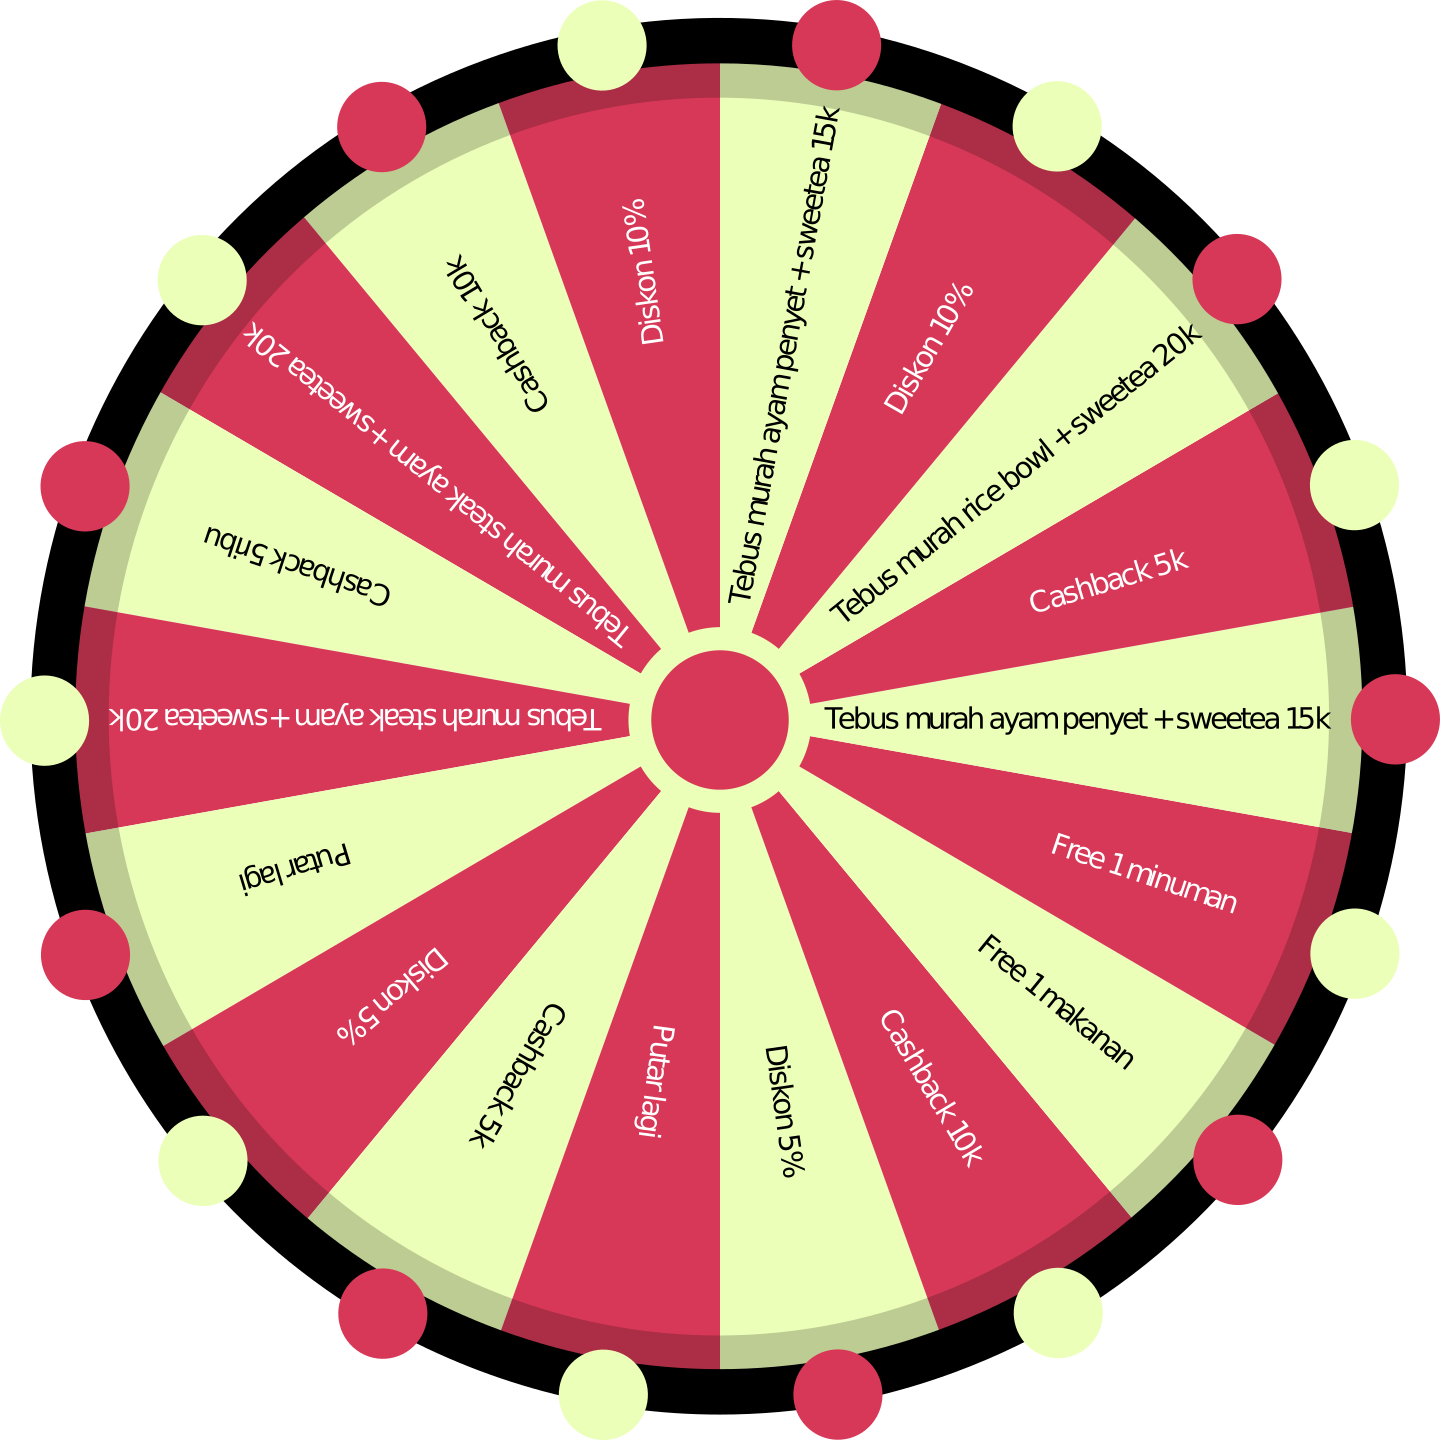 Tebus murah ayam penyet + sweetea 15k
Diskon 10%
Tebus murah rice bowl + sweetea 20k
Cashback 5k
Tebus murah ayam penyet + sweetea 15k
Free 1 minuman
Free 1 makanan
Cashback 10k
Diskon 5%
Putar lagi
Cashback 5k
Diskon 5%
Putar lagi
Tebus murah steak ayam + sweetea 20k
Cashback 5ribu
Tebus murah steak ayam + sweetea 20k
Cashback 10k
Diskon 10%